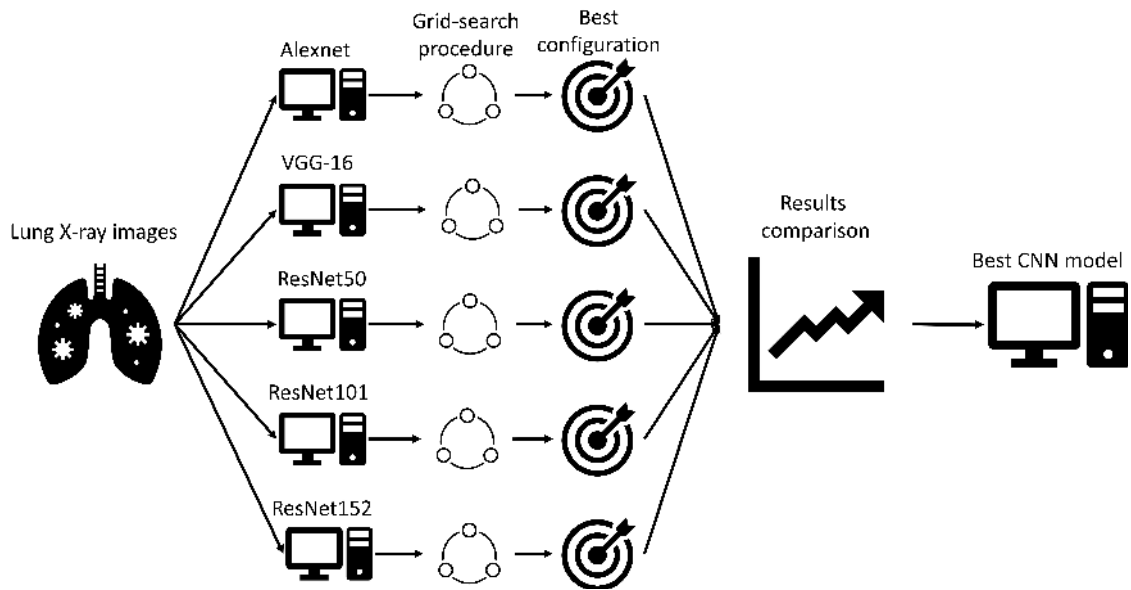 Grid-search
procedure
Best
configuration
Alexnet
VGG-16
Lung X-ray images
ResNet50
ResNet101
ResNet152
Results
comparison
Best CNN model